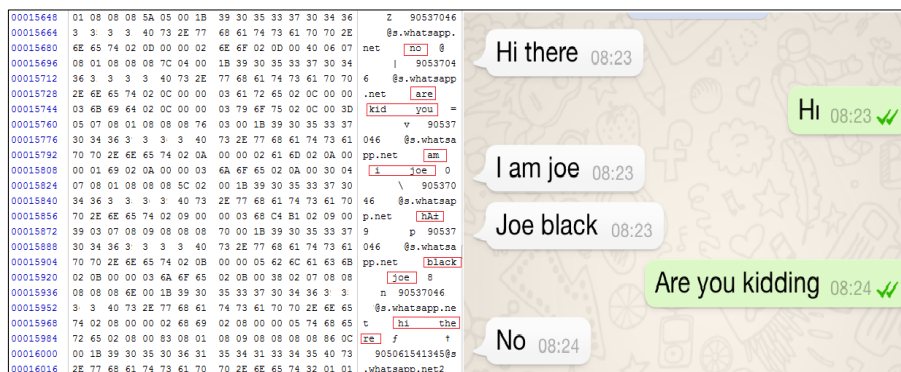 00015648 01 08 08 08 5A 05 00 1B 39 30 35 33 37 30 34 36 Z 90537046
00015664 3 3 3 3 40 73 2E 77 68 61 74 73 61 70 70 2E @s.whatsapp.
00015680 6E 65 74 02 0D 00 00 02 6E 6F 02 0D 00 40 06 07 net no @
00015696 08 01 08 08 08 7C 04 00 1B 39 30 35 33 37 30 34 | 9053704
00015712 36 3 3 3 3 40 73 2E 77 68 61 74 73 61 70 70 6 @s.whatsapp
00015728 2E 6E 65 74 02 0C 00 00 03 61 72 65 02 0C 00 00 .net are
00015744 03 6B 69 64 02 0C 00 00 03 79 6F 75 02 0C 00 3D kid you =
00015760 05 07 08 01 08 08 08 76 03 00 1B 39 30 35 33 37 v 90537
00015776 30 34 36 3 3 3 3 40 73 2E 77 68 61 74 73 61 046 @s.whatsa
00015792 70 70 2E 6E 65 74 02 0A 00 00 02 61 6D 02 0A 00 pp.net am
00015808 00 01 69 02 0A 00 00 03 6A 6F 65 02 0A 00 30 04 i joe 0
00015824 07 08 01 08 08 08 5C 02 00 1B 39 30 35 33 37 30 \ 905370
00015840 34 36 3 3 3 3 40 73 2E 77 68 61 74 73 61 70 46 @s.whatsap
00015856 70 2E 6E 65 74 02 09 00 00 03 68 C4 B1 02 09 00 p.net hÄ±
00015872 39 03 07 08 09 08 08 08 70 00 1B 39 30 35 33 37 9 p 90537
00015888 30 34 36 3 3 3 3 40 73 2E 77 68 61 74 73 61 046 @s.whatsa
00015904 70 70 2E 6E 65 74 02 0B 00 00 05 62 6C 61 63 6B pp.net black
00015920 02 0B 00 00 03 6A 6F 65 02 0B 00 38 02 07 08 08 joe 8
00015936 08 08 08 6E 00 1B 39 30 35 33 37 30 34 36 3 3 n 90537046
00015952 3 3 40 73 2E 77 68 61 74 73 61 70 70 2E 6E 65 @s.whatsapp.ne
00015968 74 02 08 00 00 02 68 69 02 08 00 00 05 74 68 65 t hi the
00015984 72 65 02 08 00 83 08 01 08 09 08 08 08 08 86 0C re ƒ †
00016000 00 1B 39 30 35 30 36 31 35 34 31 33 34 35 40 73 905061541345@s
00016016 2E 77 68 61 74 73 61 70 70 2E 6E 65 74 32 01 01 .whatsapp.net2
Hi there 08:23
Hı 08:23
I am joe 08:23
Joe black 08:23
Are you kidding 08:24
No 08:24